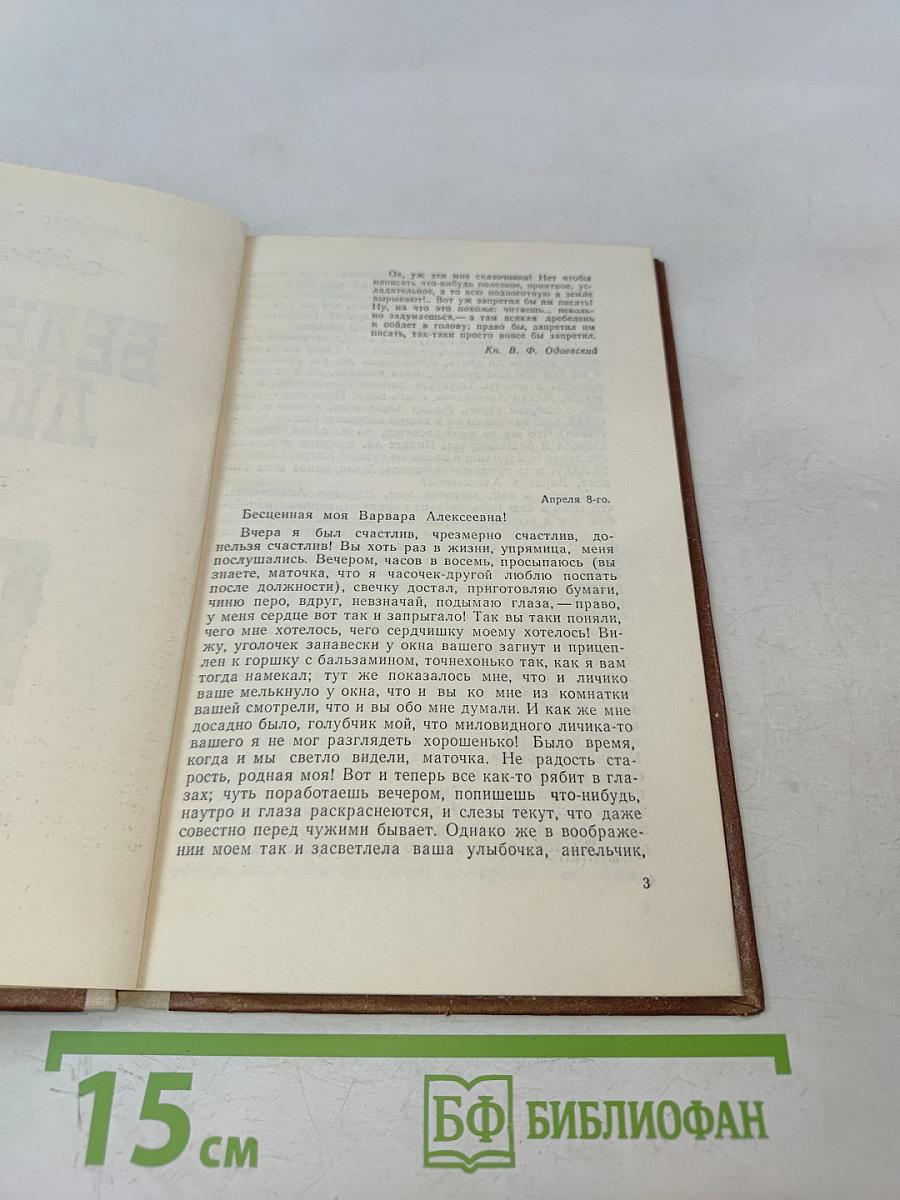 Ох, уж эти мне сказочники! Нет чтобы
написать что-нибудь полезное, приятное, ус-
ладительное, а то всю подноготную в земле
вырывают!.. Вот уж запретил бы им писать!
Ну, на что это похоже: читаешь... неволь-
но задумаешься,— а там всякая дребедень
и пойдет в голову; право бы, запретил им
писать, так-таки просто вовсе бы запретил.
Кн. В. Ф. Одоевский
Апреля 8-го.
Бесценная моя Варвара Алексеевна!
Вчера я был счастлив, чрезмерно счастлив, до-
нельзя счастлив! Вы хоть раз в жизни, упрямица, меня
послушались. Вечером, часов в восемь, просыпаюсь (вы
знаете, маточка, что я часочек-другой люблю поспать
после должности), свечку достал, приготовляю бумаги,
чиню перо, вдруг, невзначай, подымаю глаза,— право,
у меня сердце вот так и запрыгало! Так вы таки поняли,
чего мне хотелось, чего сердчишку моему хотелось! Ви-
жу, уголочек занавески у окна вашего загнут и прицеп-
лен к горшку с бальзамином, точнехонько так, как я вам
тогда намекал; тут же показалось мне, что и личико
ваше мелькнуло у окна, что и вы ко мне из комнатки
вашей смотрели, что и вы обо мне думали. И как же мне
досадно было, голубчик мой, что миловидного личика-то
вашего я не мог разглядеть хорошенько! Было время,
когда и мы светло видели, маточка. Не радость ста-
рость, родная моя! Вот и теперь все как-то рябит в гла-
зах; чуть поработаешь вечером, попишешь что-нибудь,
наутро и глаза раскраснеются, и слезы текут, что даже
совестно перед чужими бывает. Однако же в воображе-
нии моем так и засветлела ваша улыбочка, ангельчик,
3
15 см
БФ БИБЛИОФАН